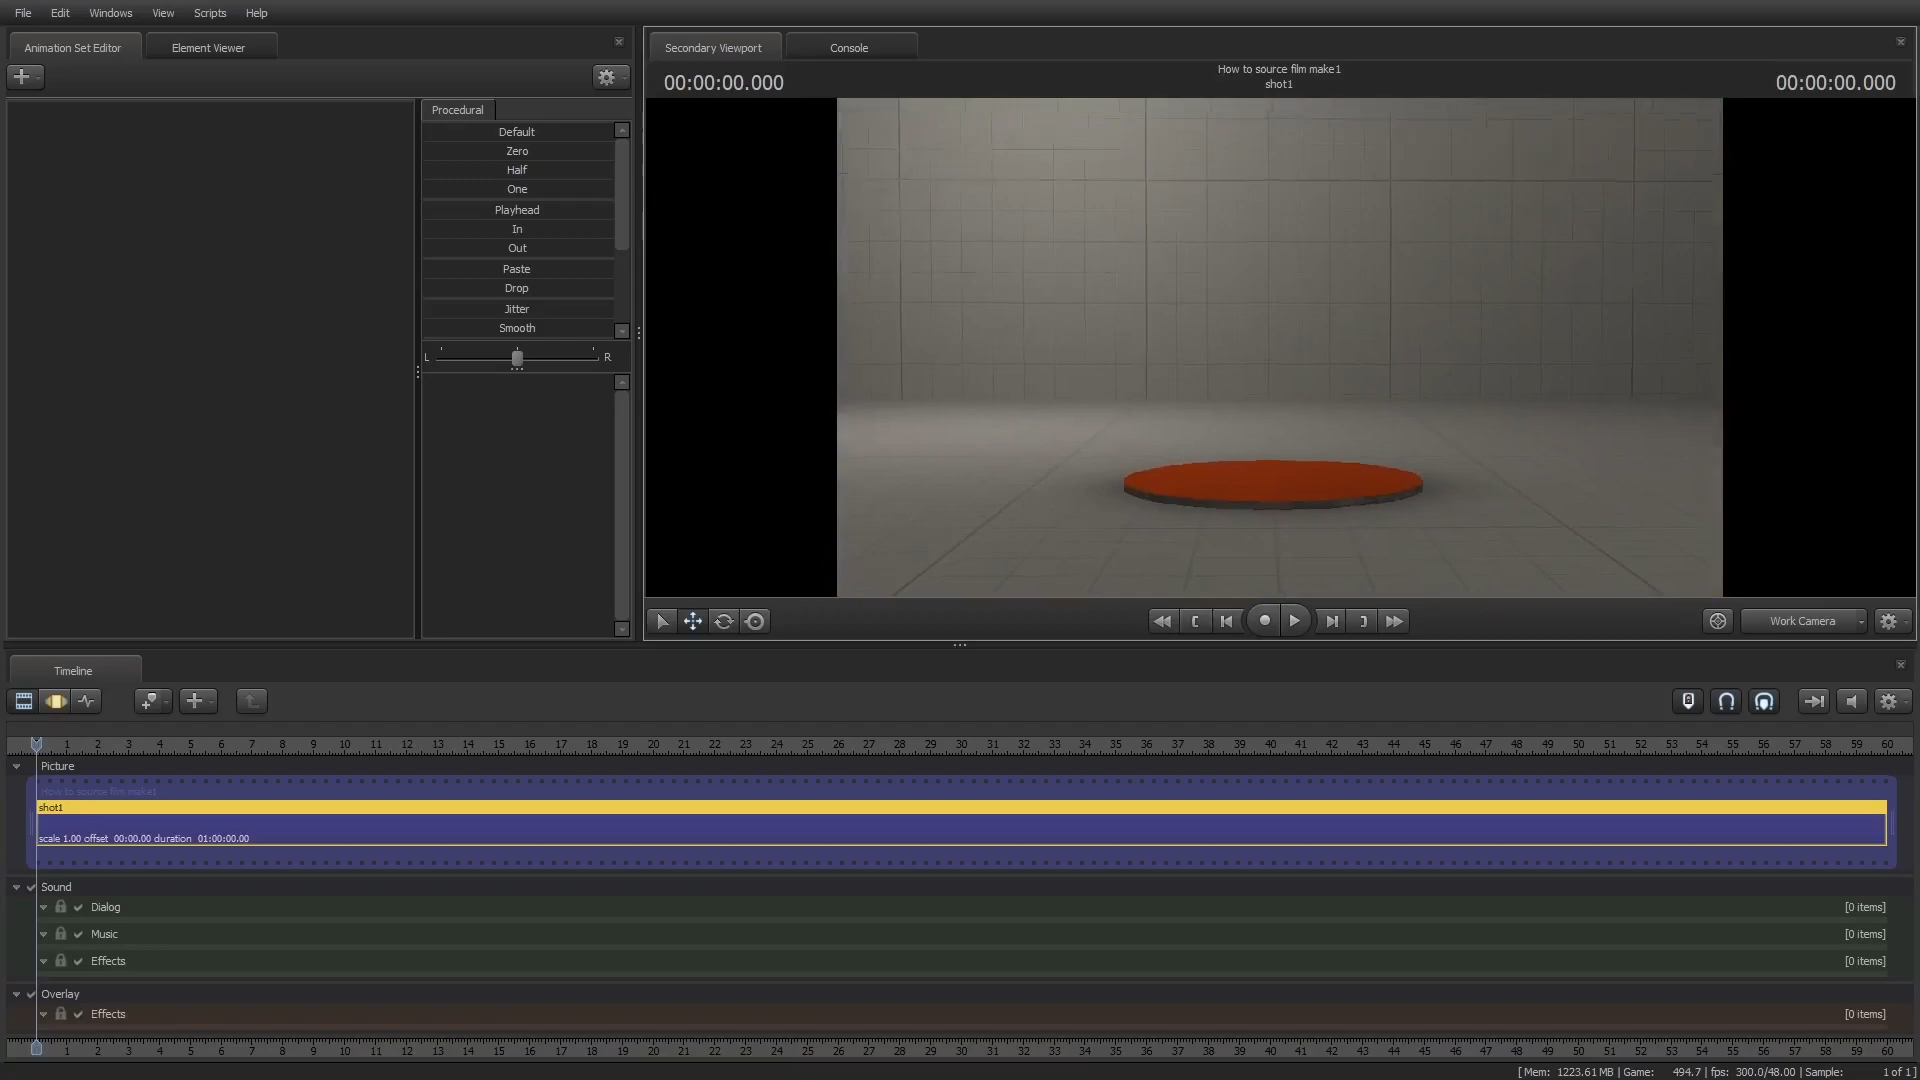 File Edit Windows View Scripts Help
Animation Set Editor Element Viewer
Procedural
Default
Zero
Half
One
Playhead
In
Out
Paste
Drop
Jitter
Smooth
L R
Secondary Viewport Console
00:00:00.000
How to source film make1
shot1
00:00:00.000
Work Camera
Timeline
1 2 3 4 5 6 7 8 9 10 11 12 13 14 15 16 17 18 19 20 21 22 23 24 25 26 27 28 29 30 31 32 33 34 35 36 37 38 39 40 41 42 43 44 45 46 47 48 49 50 51 52 53 54 55 56 57 58 59 60
Picture
How to source film make1
shot1
scale 1.00 offset 00:00.00 duration 01:00:00.00
Sound
Dialog [0 items]
Music [0 items]
Effects [0 items]
Overlay
Effects [0 items]
1 2 3 4 5 6 7 8 9 10 11 12 13 14 15 16 17 18 19 20 21 22 23 24 25 26 27 28 29 30 31 32 33 34 35 36 37 38 39 40 41 42 43 44 45 46 47 48 49 50 51 52 53 54 55 56 57 58 59 60
[ Mem: 1223.61 MB | Game: 494.7 | fps: 300.0/48.00 | Sample: 1 of 1 ]